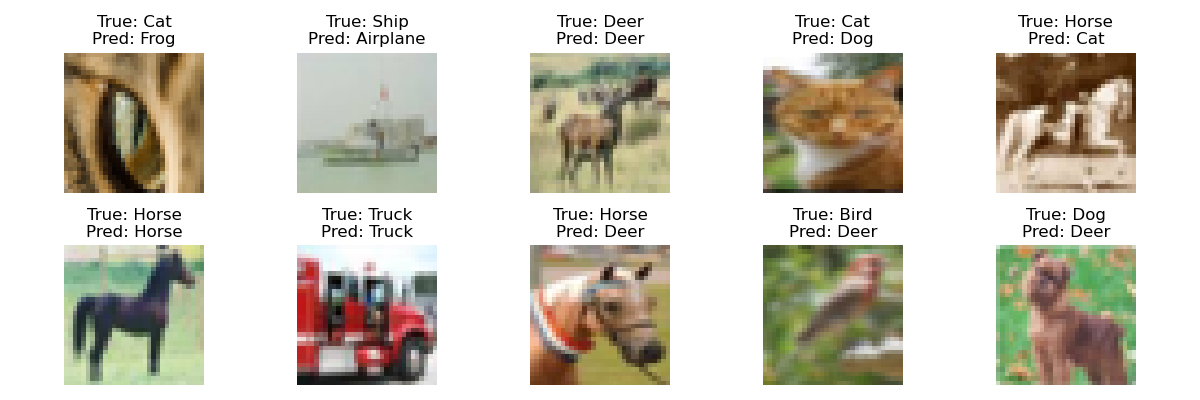 True: Cat
Pred: Frog
True: Ship
Pred: Airplane
True: Deer
Pred: Deer
True: Cat
Pred: Dog
True: Horse
Pred: Cat
True: Horse
Pred: Horse
True: Truck
Pred: Truck
True: Horse
Pred: Deer
True: Bird
Pred: Deer
True: Dog
Pred: Deer